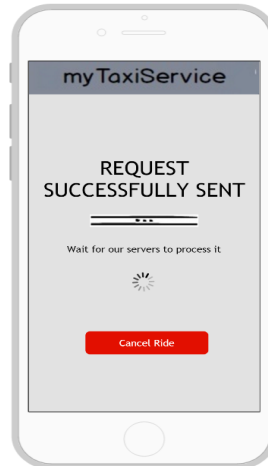 myTaxiService
REQUEST
SUCCESSFULLY SENT
Wait for our servers to process it
Cancel Ride